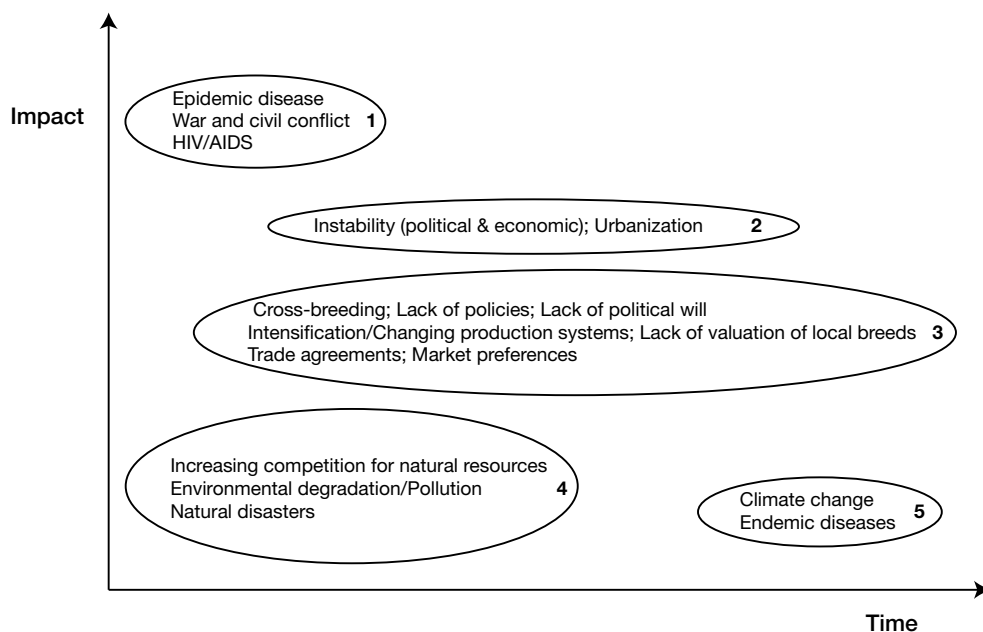 Impact
Epidemic disease
War and civil conflict 1
HIV/AIDS
Instability (political & economic); Urbanization 2
Cross-breeding; Lack of policies; Lack of political will
Intensification/Changing production systems; Lack of valuation of local breeds 3
Trade agreements; Market preferences
Increasing competition for natural resources
Environmental degradation/Pollution 4
Natural disasters
Climate change
Endemic diseases 5
Time